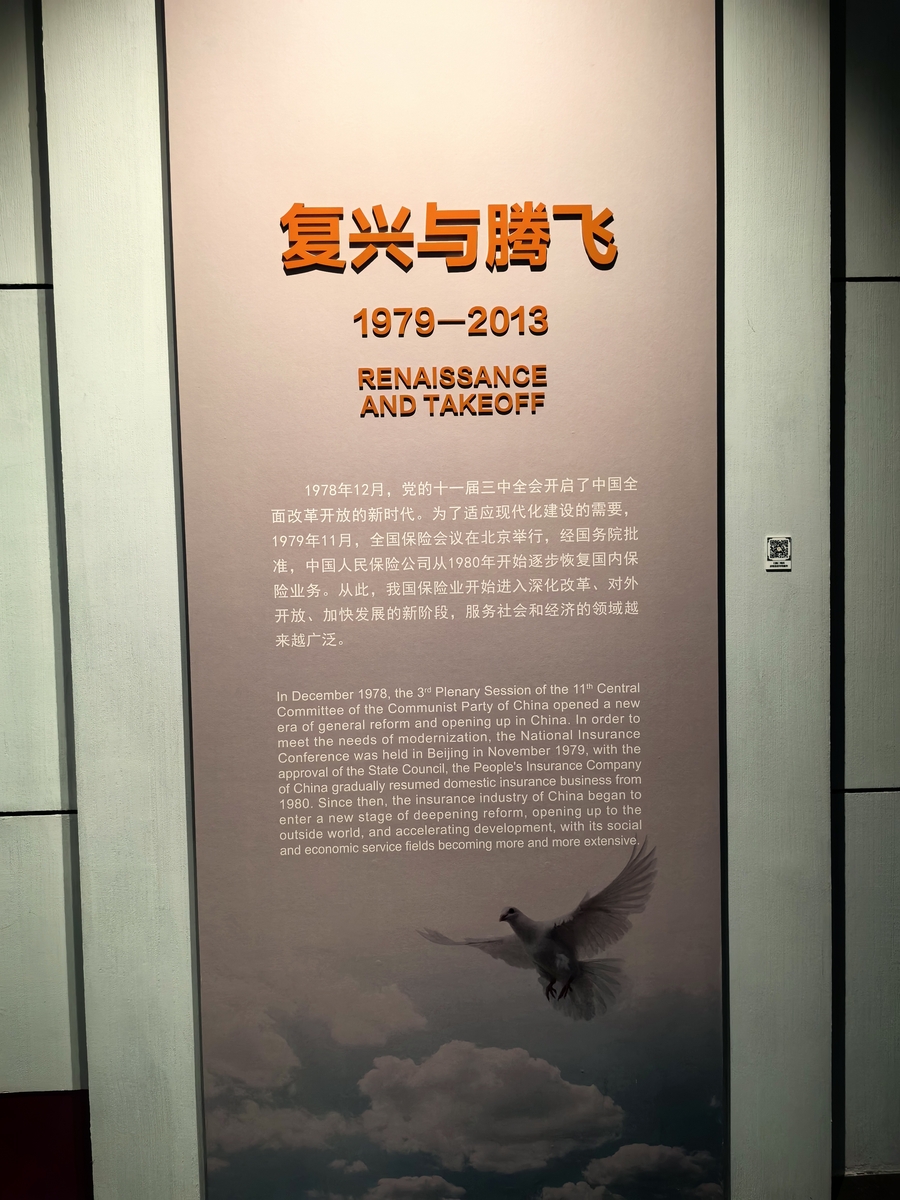 复兴与腾飞
1979—2013
RENAISSANCE
AND TAKEOFF
1978年12月，党的十一届三中全会开启了中国全
面改革开放的新时代。为了适应现代化建设的需要，
1979年11月，全国保险会议在北京举行，经国务院批
准，中国人民保险公司从1980年开始逐步恢复国内保
险业务。从此，我国保险业开始进入深化改革、对外
开放、加快发展的新阶段，服务社会和经济的领域越
来越广泛。
In December 1978, the 3rd Plenary Session of the 11th Central
Committee of the Communist Party of China opened a new
era of general reform and opening up in China. In order to
meet the needs of modernization, the National Insurance
Conference was held in Beijing in November 1979, with the
approval of the State Council, the People's Insurance Company
of China gradually resumed domestic insurance business from
1980. Since then, the insurance industry of China began to
enter a new stage of deepening reform, opening up to the
outside world, and accelerating development, with its social
and economic service fields becoming more and more extensive.